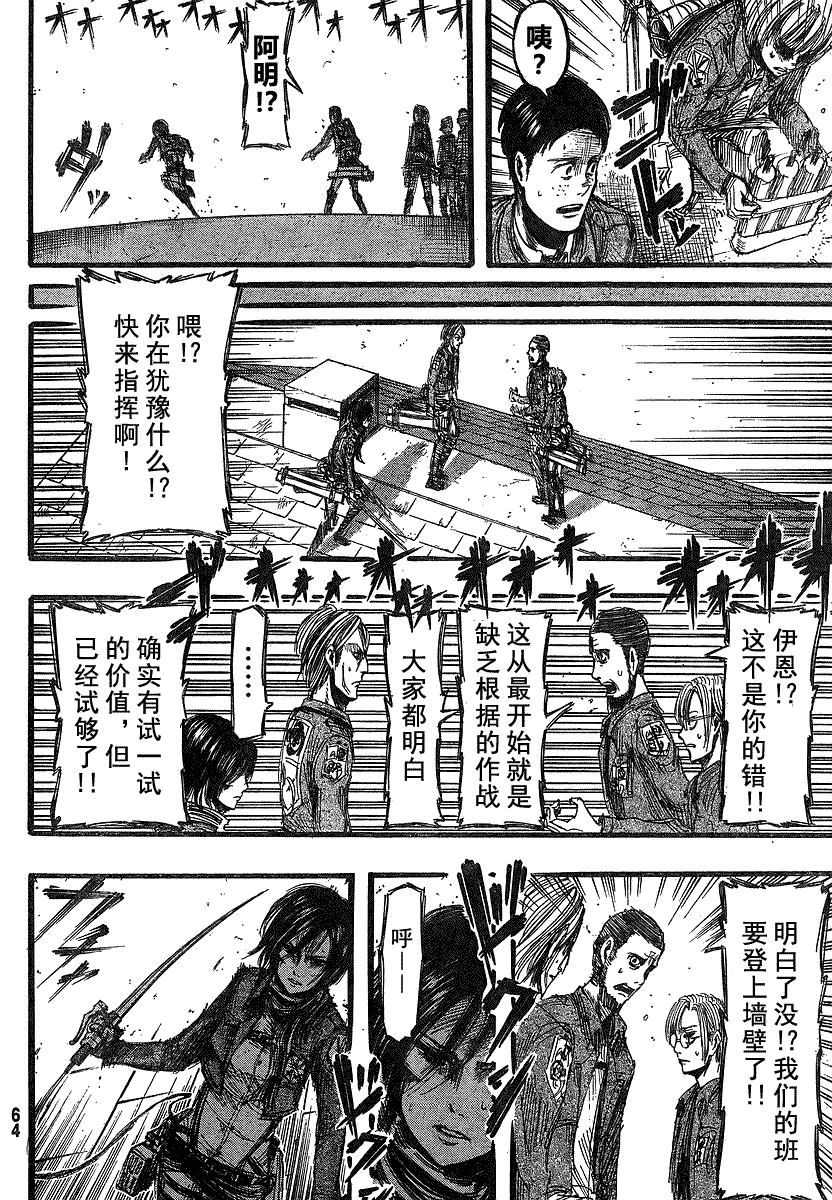 咦?
阿明!?
喂!?
你在犹豫什么!?
快来指挥啊!
伊恩!?
这不是你的错!!
这从最开始就是
缺乏根据的作战
大家都明白
……
确实有试一试
的价值,但
已经试够了!!
明白了没!?我们的班
要登上墙壁了!!
呼——
64